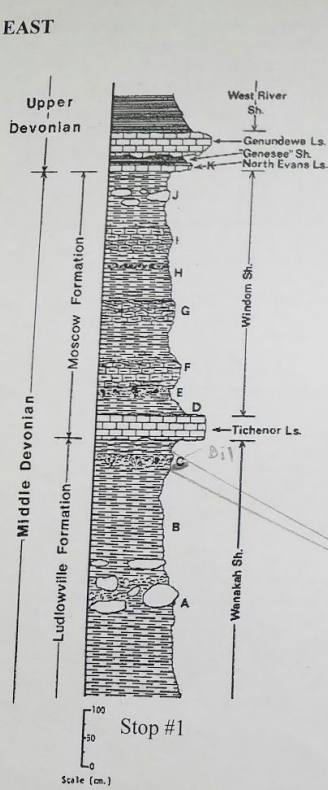 EAST
Upper
Devonian
West River
Sh.
Genundewa Ls.
"Genesee" Sh.
North Evans Ls.
K
J
I
H
G
F
E
D
Moscow Formation
Windom Sh.
Tichenor Ls.
C
B
A
Middle Devonian
Ludlowville Formation
Wanakah Sh.
100
50
0
Scale (cm.)
Stop #1